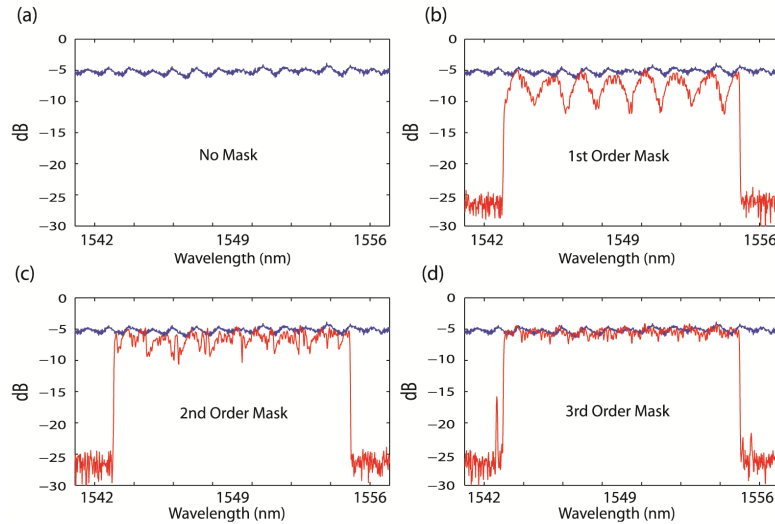 (a)
0
−5
−10
−15
−20
−25
−30
dB
No Mask
1542
1549
1556
Wavelength (nm)
(b)
0
−5
−10
−15
−20
−25
−30
dB
1st Order Mask
1542
1549
1556
Wavelength (nm)
(c)
0
−5
−10
−15
−20
−25
−30
dB
2nd Order Mask
1542
1549
1556
Wavelength (nm)
(d)
0
−5
−10
−15
−20
−25
−30
dB
3rd Order Mask
1542
1549
1556
Wavelength (nm)